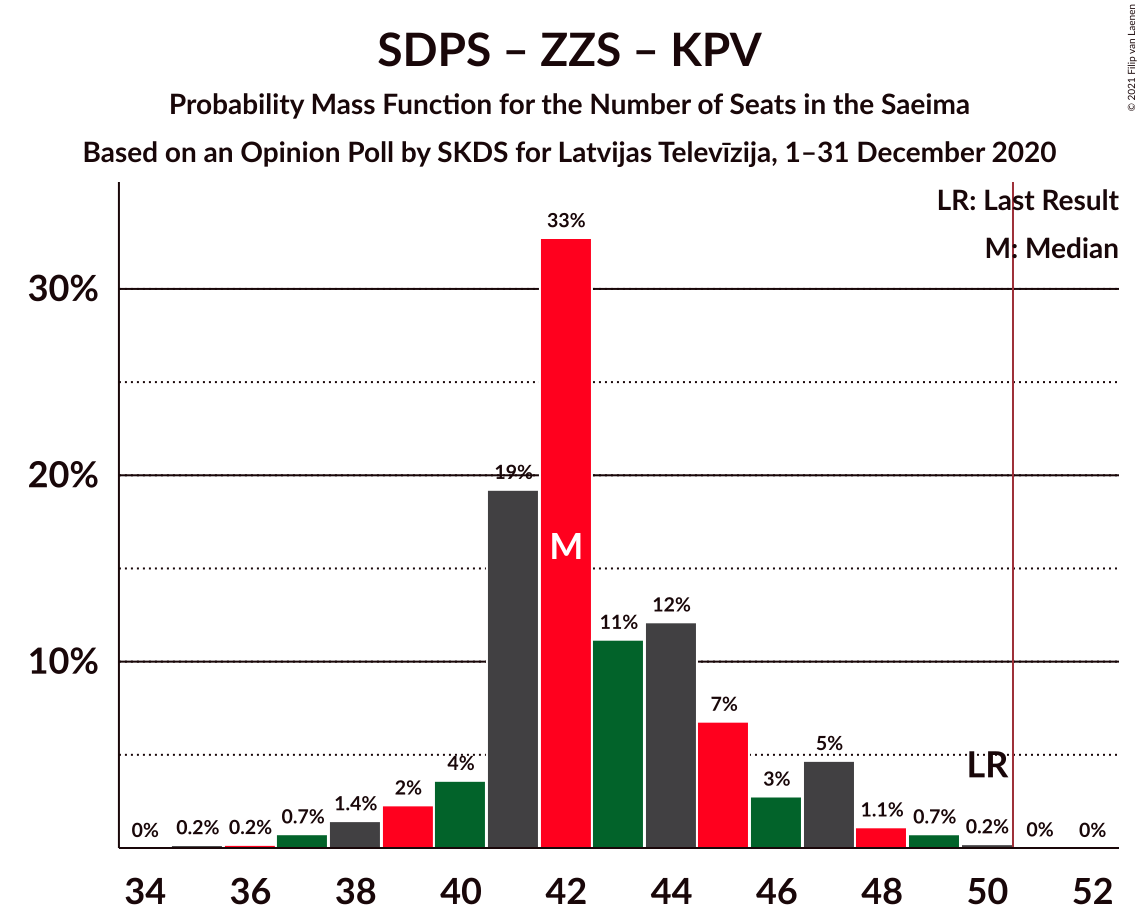 SDPS – ZZS – KPV
Probability Mass Function for the Number of Seats in the Saeima
Based on an Opinion Poll by SKDS for Latvijas Televīzija, 1–31 December 2020
© 2021 Filip van Laenen
LR: Last Result
M: Median
30%
20%
10%
0%
0.2%
0.2%
0.7%
1.4%
2%
4%
19%
33%
11%
12%
7%
3%
5%
1.1%
0.7%
0.2%
0%
0%
M
LR
34 36 38 40 42 44 46 48 50 52